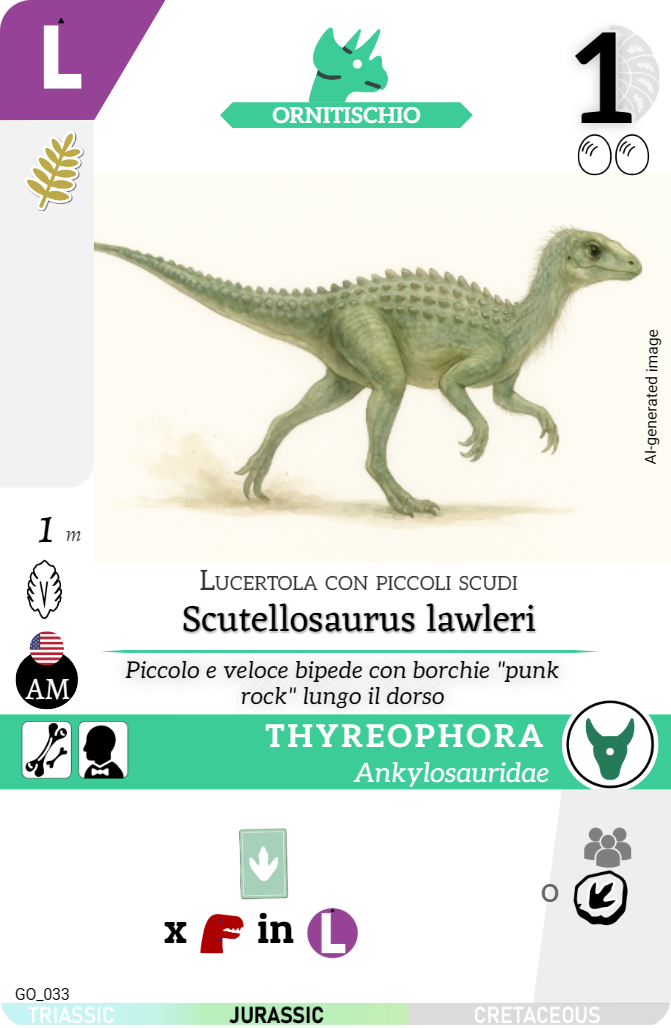 L
ORNITISCHIO
1
AI-generated image
1 m
Lucertola con piccoli scudi
Scutellosaurus lawleri
AM
Piccolo e veloce bipede con borchie "punk
rock" lungo il dorso
THYREOPHORA
Ankylosauridae
O
x in L
GO_033
TRIASSIC JURASSIC CRETACEOUS